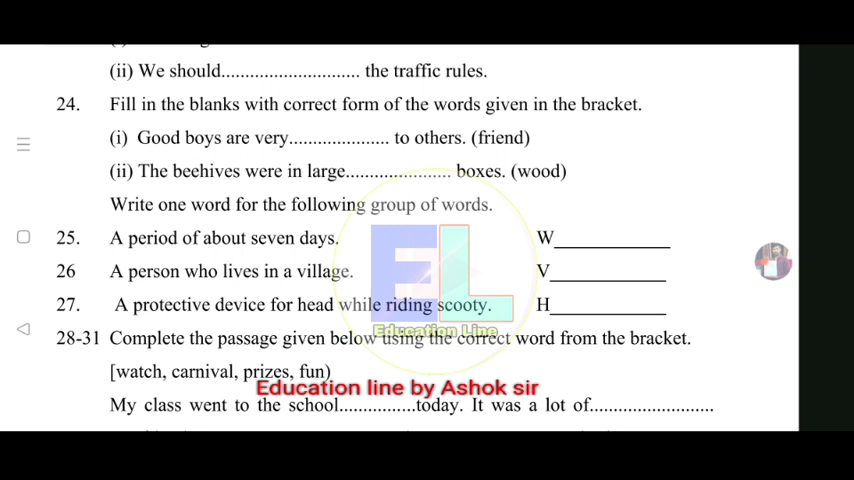 (ii) We should............................. the traffic rules.
24. Fill in the blanks with correct form of the words given in the bracket.
(i) Good boys are very..................... to others. (friend)
(ii) The beehives were in large...................... boxes. (wood)
Write one word for the following group of words.
25. A period of about seven days. W____________
26 A person who lives in a village. V____________
27. A protective device for head while riding scooty. H____________
EL
Education Line
28-31 Complete the passage given below using the correct word from the bracket.
[watch, carnival, prizes, fun)
Education line by Ashok sir
My class went to the school................today. It was a lot of..........................